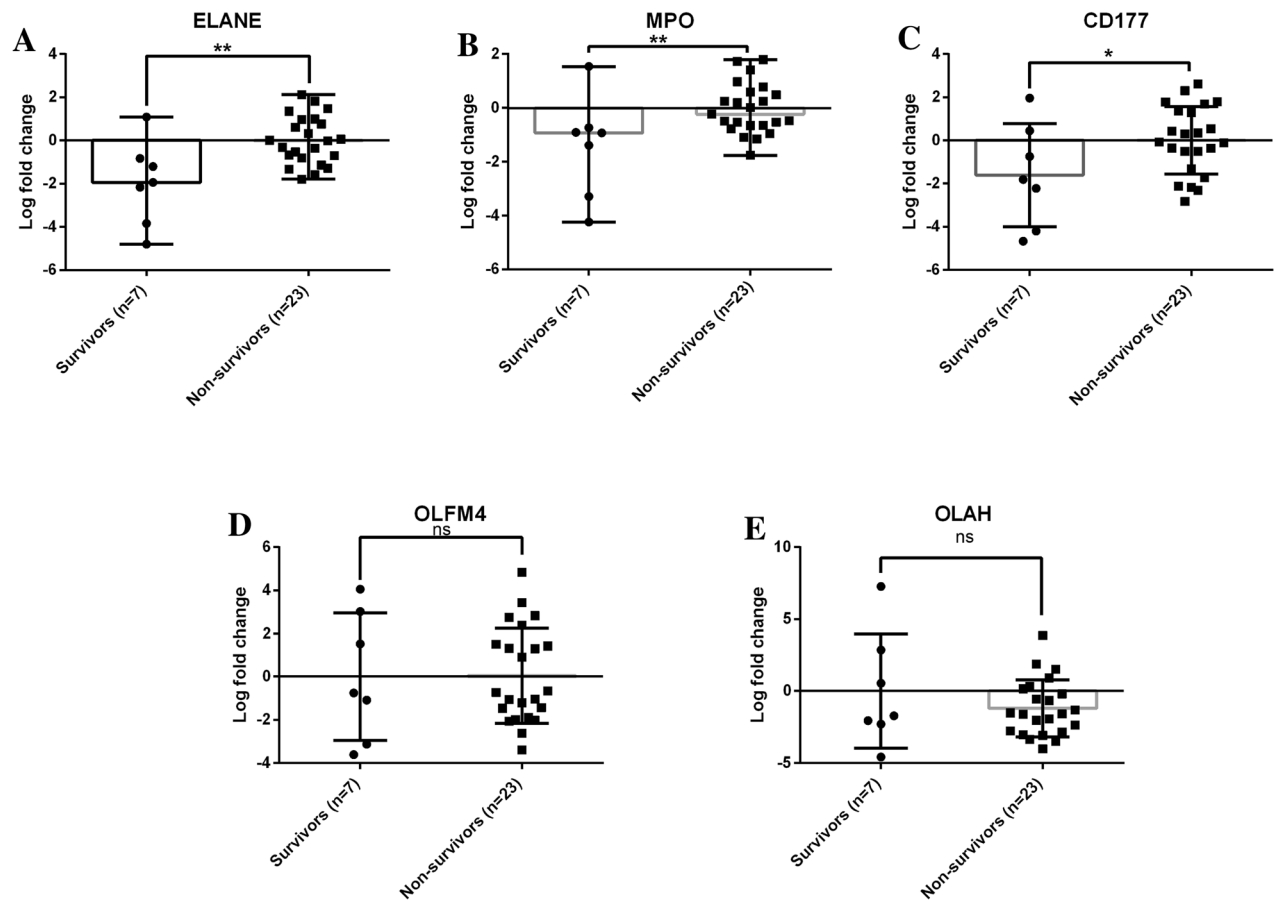 A
ELANE
**
Log fold change
4
2
0
-2
-4
-6
Survivors (n=7)
Non-survivors (n=23)
B
MPO
**
Log fold change
2
0
-2
-4
-6
Survivors (n=7)
Non-survivors (n=23)
C
CD177
*
Log fold change
4
2
0
-2
-4
-6
Survivors (n=7)
Non-survivors (n=23)
D
OLFM4
ns
Log fold change
6
4
2
0
-2
-4
Survivors (n=7)
Non-survivors (n=23)
E
OLAH
ns
Log fold change
10
5
0
-5
Survivors (n=7)
Non-survivors (n=23)